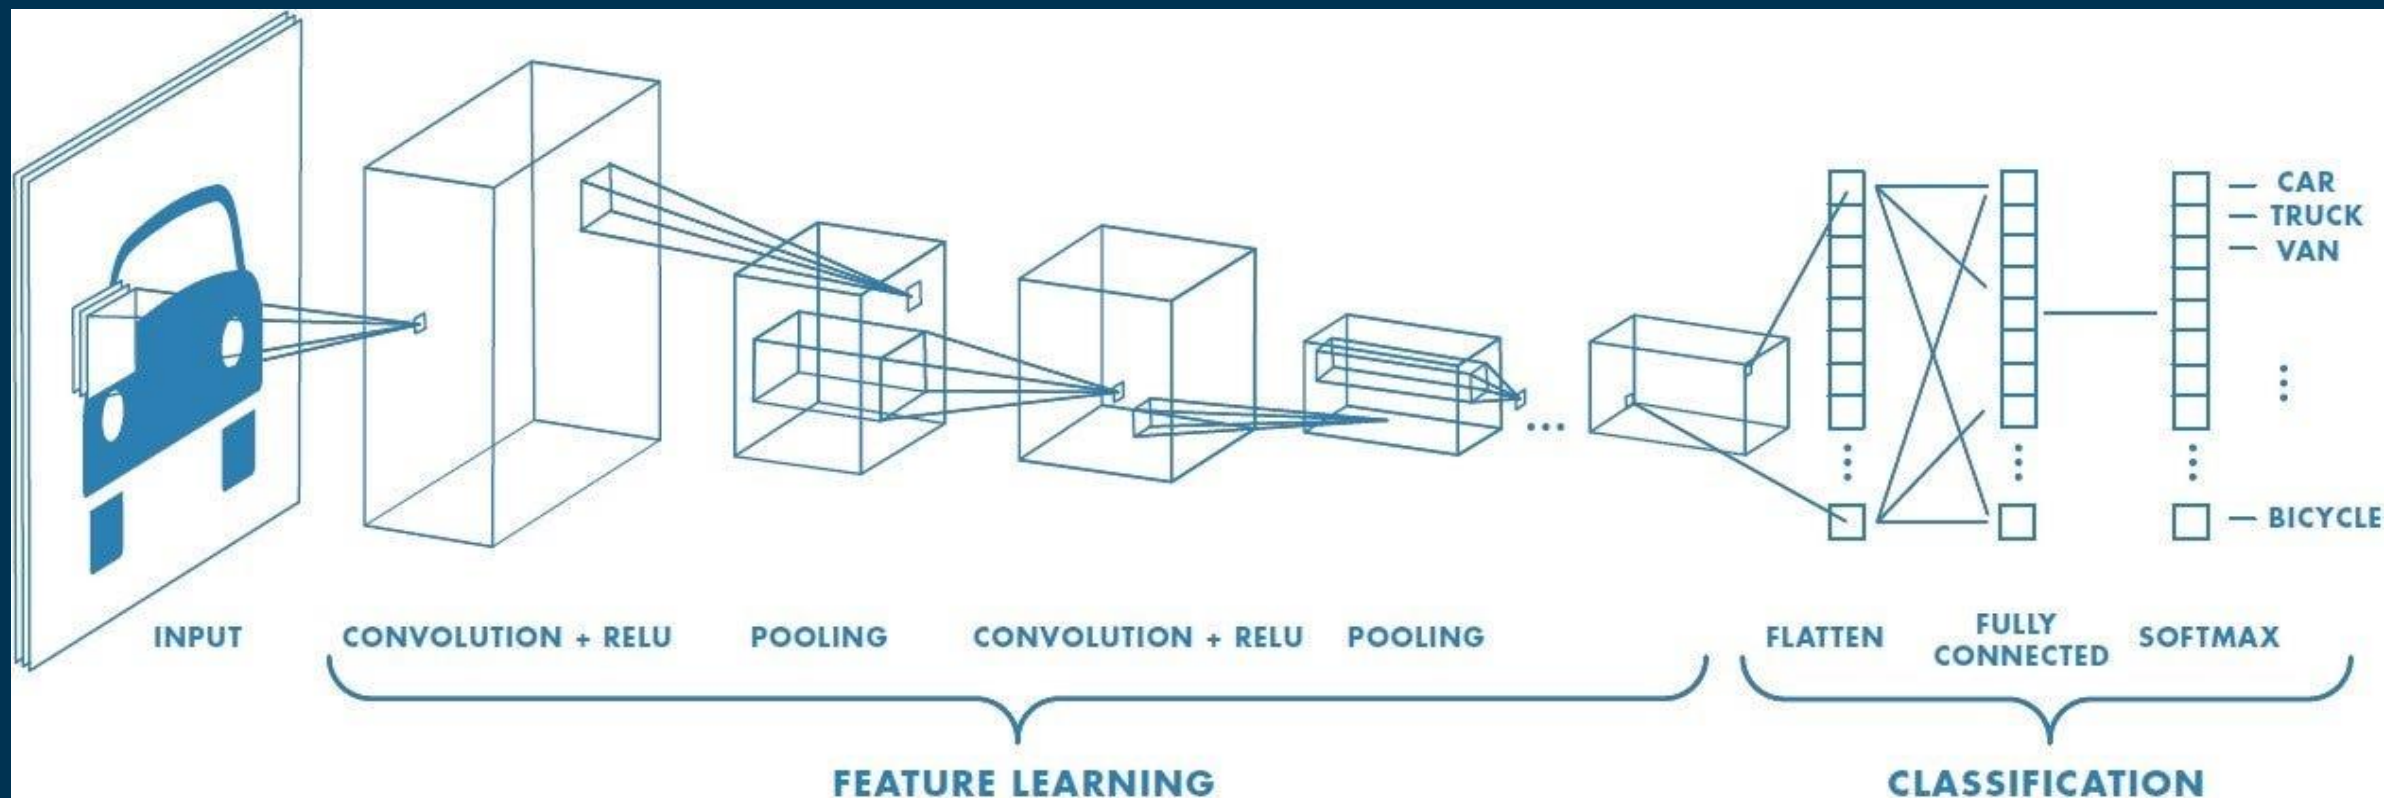 CAR
TRUCK
VAN
BICYCLE
INPUT
CONVOLUTION + RELU
POOLING
CONVOLUTION + RELU
POOLING
FLATTEN
FULLY
CONNECTED
SOFTMAX
FEATURE LEARNING
CLASSIFICATION